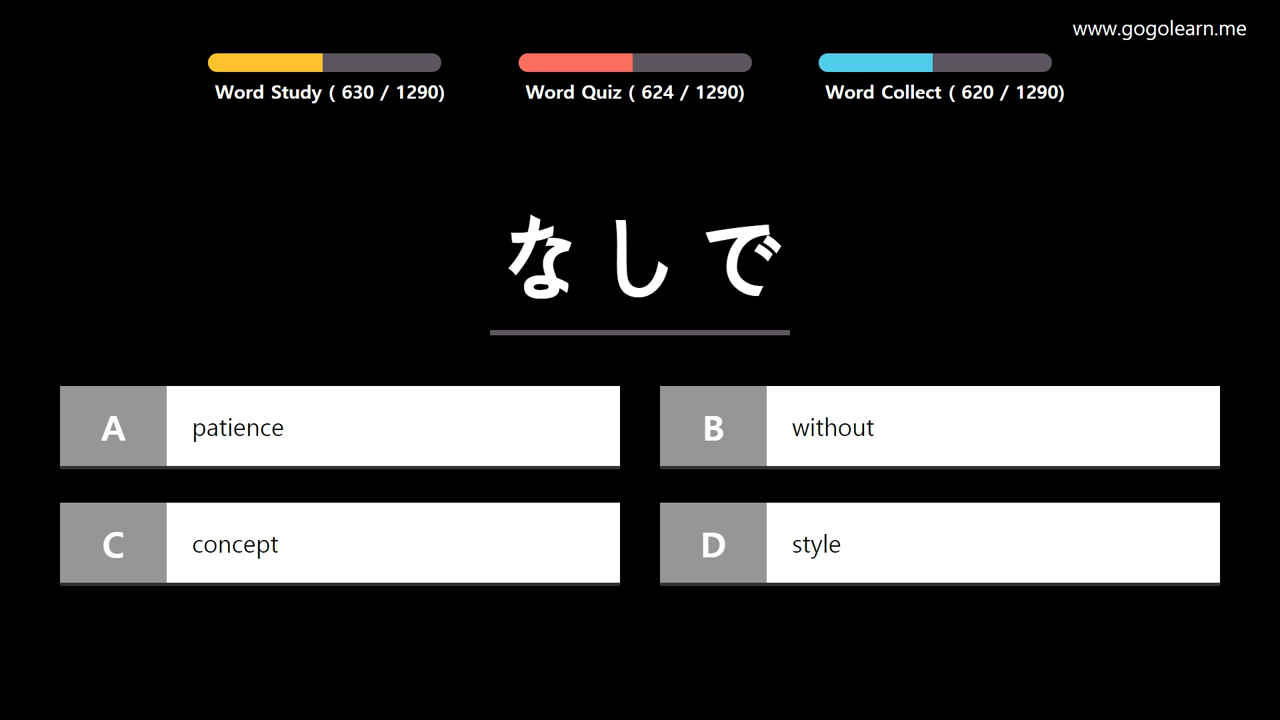 www.gogolearn.me
Word Study ( 630 / 1290)
Word Quiz ( 624 / 1290)
Word Collect ( 620 / 1290)
なしで
A patience
B without
C concept
D style